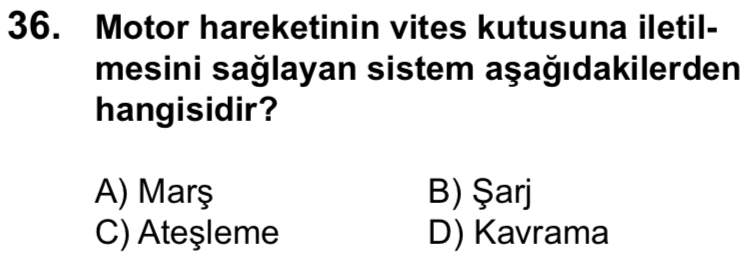 36. Motor hareketinin vites kutusuna iletil-
mesini sağlayan sistem aşağıdakilerden
hangisidir?
A) Marş B) Şarj
C) Ateşleme D) Kavrama